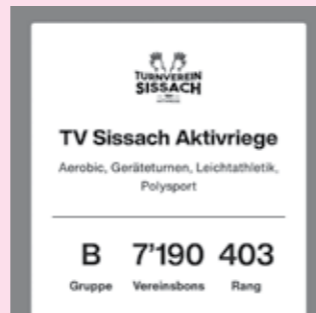 TURNVEREIN
SISSACH
TV Sissach Aktivriege
Aerobic, Geräteturnen, Leichtathletik,
Polysport
B 7'190 403
Gruppe Vereinsbons Rang